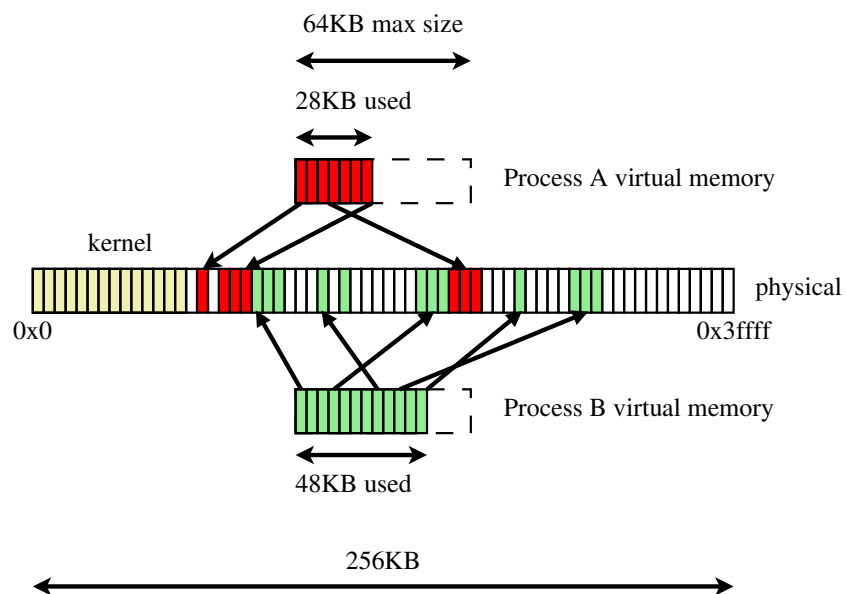 64KB max size
28KB used
Process A virtual memory
kernel
physical
0x0
0x3ffff
Process B virtual memory
48KB used
256KB